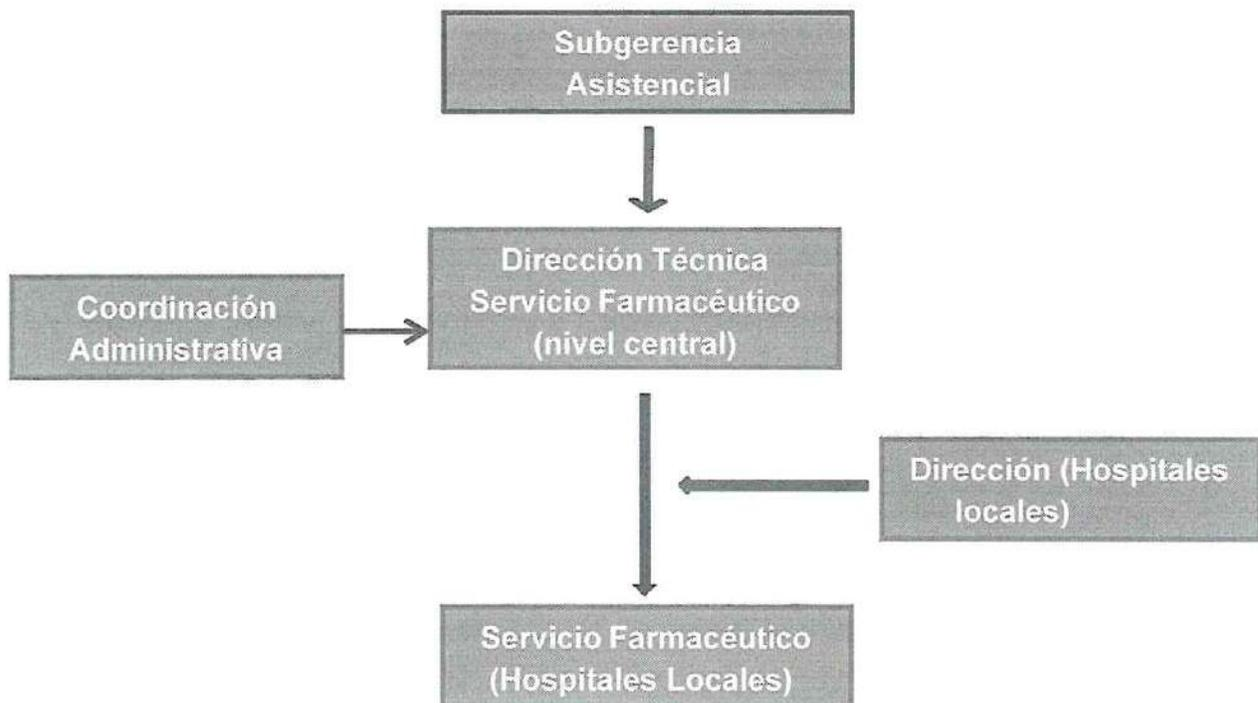 Subgerencia
Asistencial
Dirección Técnica
Servicio Farmacéutico
(nivel central)
Coordinación
Administrativa
Dirección (Hospitales
locales)
Servicio Farmacéutico
(Hospitales Locales)